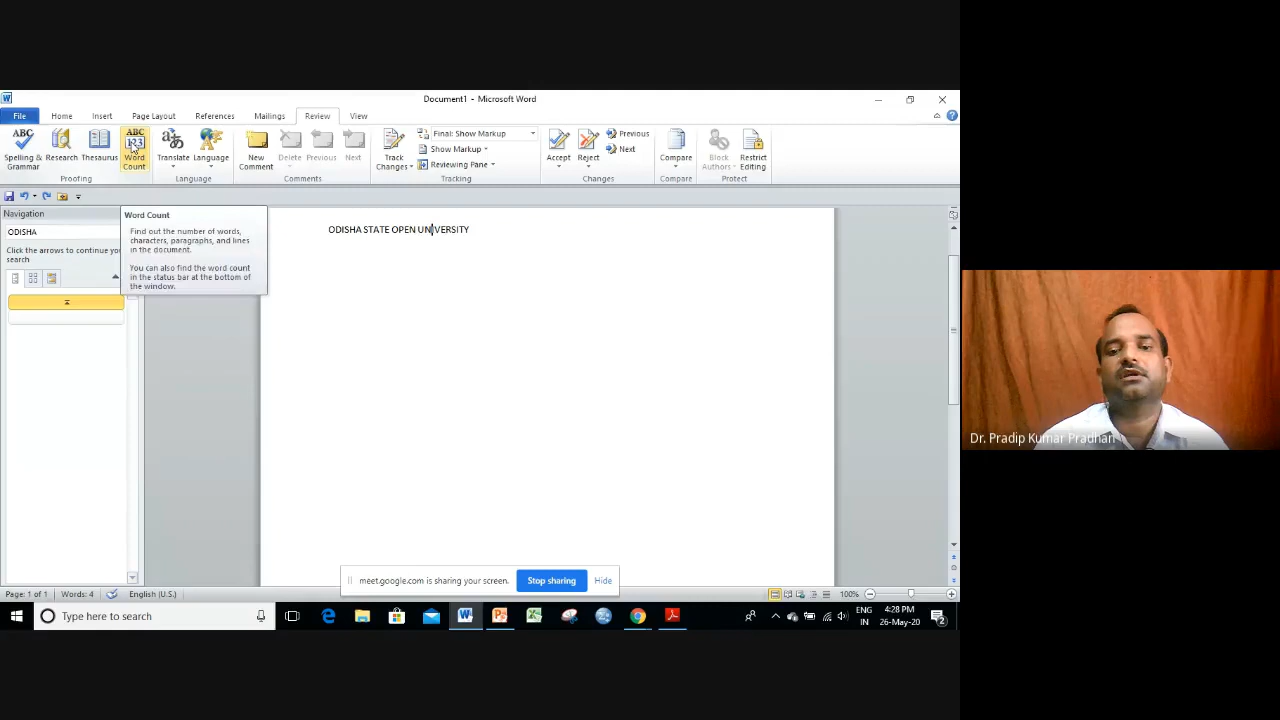 Document1 - Microsoft Word
File Home Insert Page Layout References Mailings Review View
ABC Spelling & Grammar
Research
Thesaurus
ABC 123 Word Count
Translate
Language
New Comment
Delete
Previous
Next
Track Changes
Final: Show Markup
Show Markup
Reviewing Pane
Accept
Reject
Previous
Next
Compare
Block Authors
Restrict Editing
Proofing Language Comments Tracking Changes Compare Protect
Navigation
ODISHA
Click the arrows to continue you
search
Word Count
Find out the number of words,
characters, paragraphs, and lines
in the document.
You can also find the word count
in the status bar at the bottom of
the window.
ODISHA STATE OPEN UNIVERSITY
Dr. Pradip Kumar Pradhan
meet.google.com is sharing your screen. Stop sharing Hide
Page: 1 of 1 Words: 4 English (U.S.) 100%
Type here to search
ENG
IN
4:28 PM
26-May-20
2